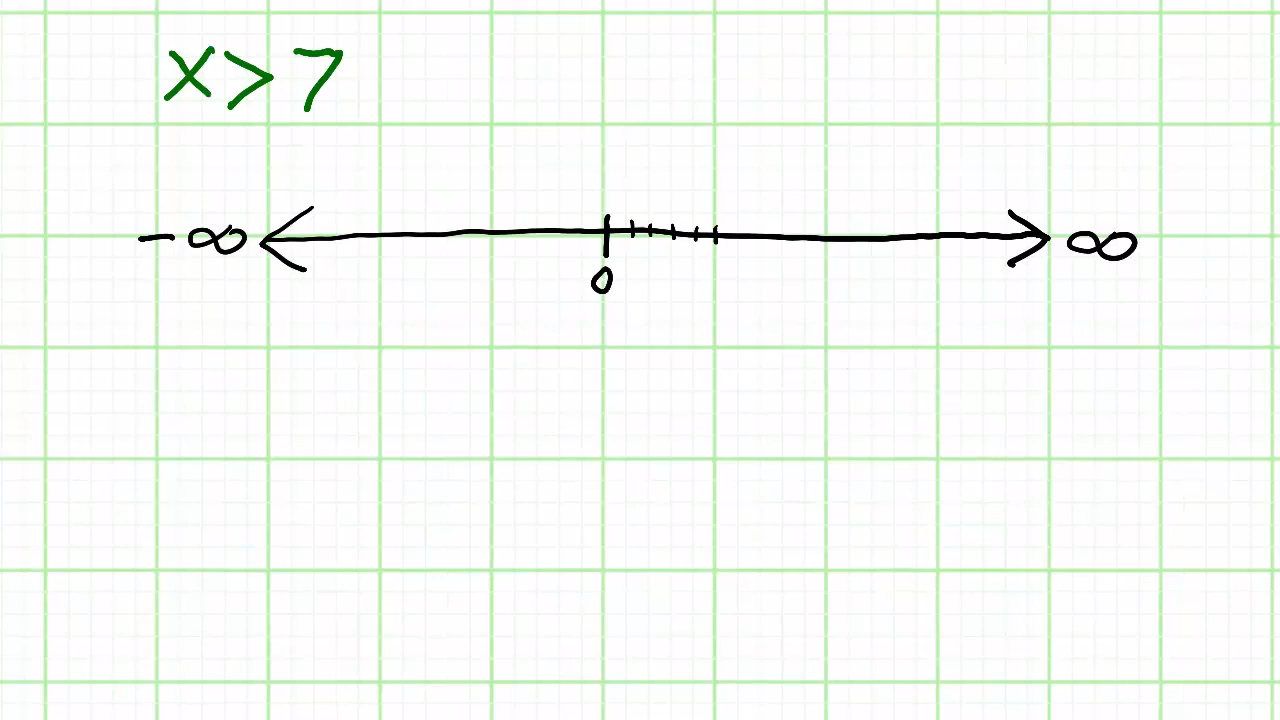 x > 7
- ∞ ∞
0